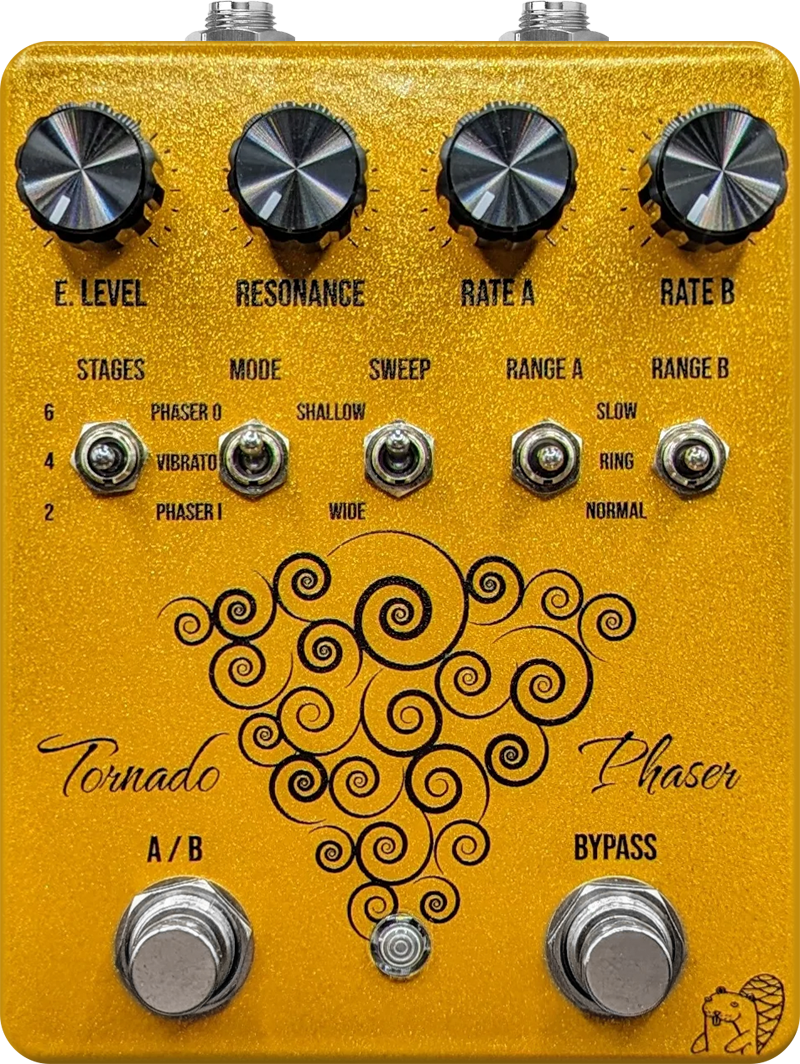 E. LEVEL RESONANCE RATE A RATE B
STAGES MODE SWEEP RANGE A RANGE B
6 PHASER 0 SHALLOW SLOW
4 VIBRATO RING
2 PHASER I WIDE NORMAL
Tornado Phaser
A / B BYPASS